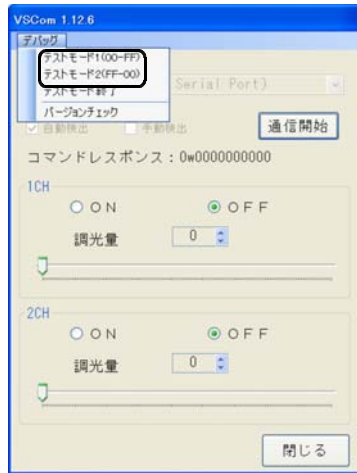 VSCom 1.12.6
デバッグ
テストモード1(00-FF)
テストモード2(FF-00)
テストモード終了
バージョンチェック
Serial Port)
自動検出 手動検出 通信開始
コマンドレスポンス:0w0000000000
1CH
ON OFF
調光量 0
2CH
ON OFF
調光量 0
閉じる